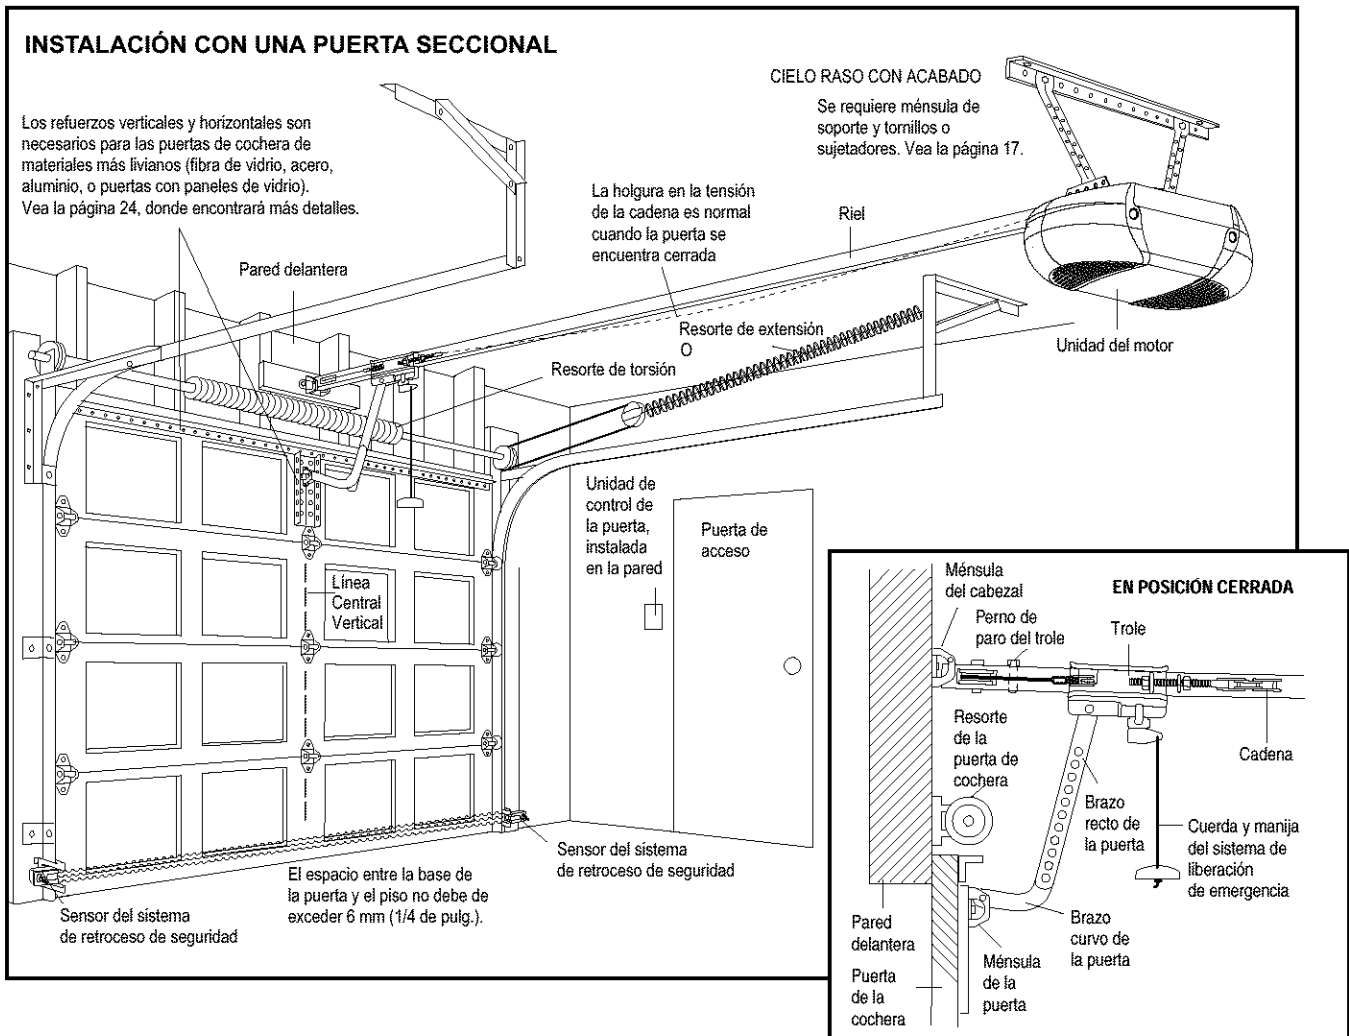 INSTALACIÓN CON UNA PUERTA SECCIONAL
Los refuerzos verticales y horizontales son
necesarios para las puertas de cochera de
materiales más livianos (fibra de vidrio, acero,
aluminio, o puertas con paneles de vidrio).
Vea la página 24, donde encontrará más detalles.
CIELO RASO CON ACABADO
Se requiere ménsula de
soporte y tornillos o
sujetadores. Vea la página 17.
La holgura en la tensión
de la cadena es normal
cuando la puerta se
encuentra cerrada
Riel
Pared delantera
Resorte de extensión
O
Resorte de torsión
Unidad del motor
Unidad de
control de
la puerta,
instalada
en la pared
Puerta de
acceso
Línea
Central
Vertical
Sensor del sistema
de retroceso de seguridad
El espacio entre la base de
la puerta y el piso no debe de
exceder 6 mm (1/4 de pulg.).
Sensor del sistema
de retroceso de seguridad
EN POSICIÓN CERRADA
Ménsula
del cabezal
Perno de
paro del trole
Trole
Resorte
de la
puerta de
cochera
Cadena
Brazo
recto de
la puerta
Cuerda y manija
del sistema de
liberación
de emergencia
Pared
delantera
Brazo
curvo de
la puerta
Ménsula
de la
puerta
Puerta
de la
cochera